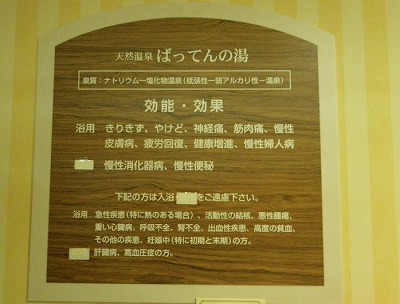 天然温泉 ばってんの湯
泉質：ナトリウム－塩化物温泉（低張性－弱アルカリ性－温泉）
効能・効果
浴用 きりきず、やけど、神経痛、筋肉痛、慢性
皮膚病、疲労回復、健康増進、慢性婦人病
慢性消化器病、慢性便秘
下記の方は入浴 をご遠慮下さい。
浴用 急性疾患（特に熱のある場合）、活動性の結核、悪性腫瘍、
重い心臓病、呼吸不全、腎不全、出血性疾患、高度の貧血、
その他の疾患、妊娠中（特に初期と末期）の方。
肝臓病、高血圧症の方。